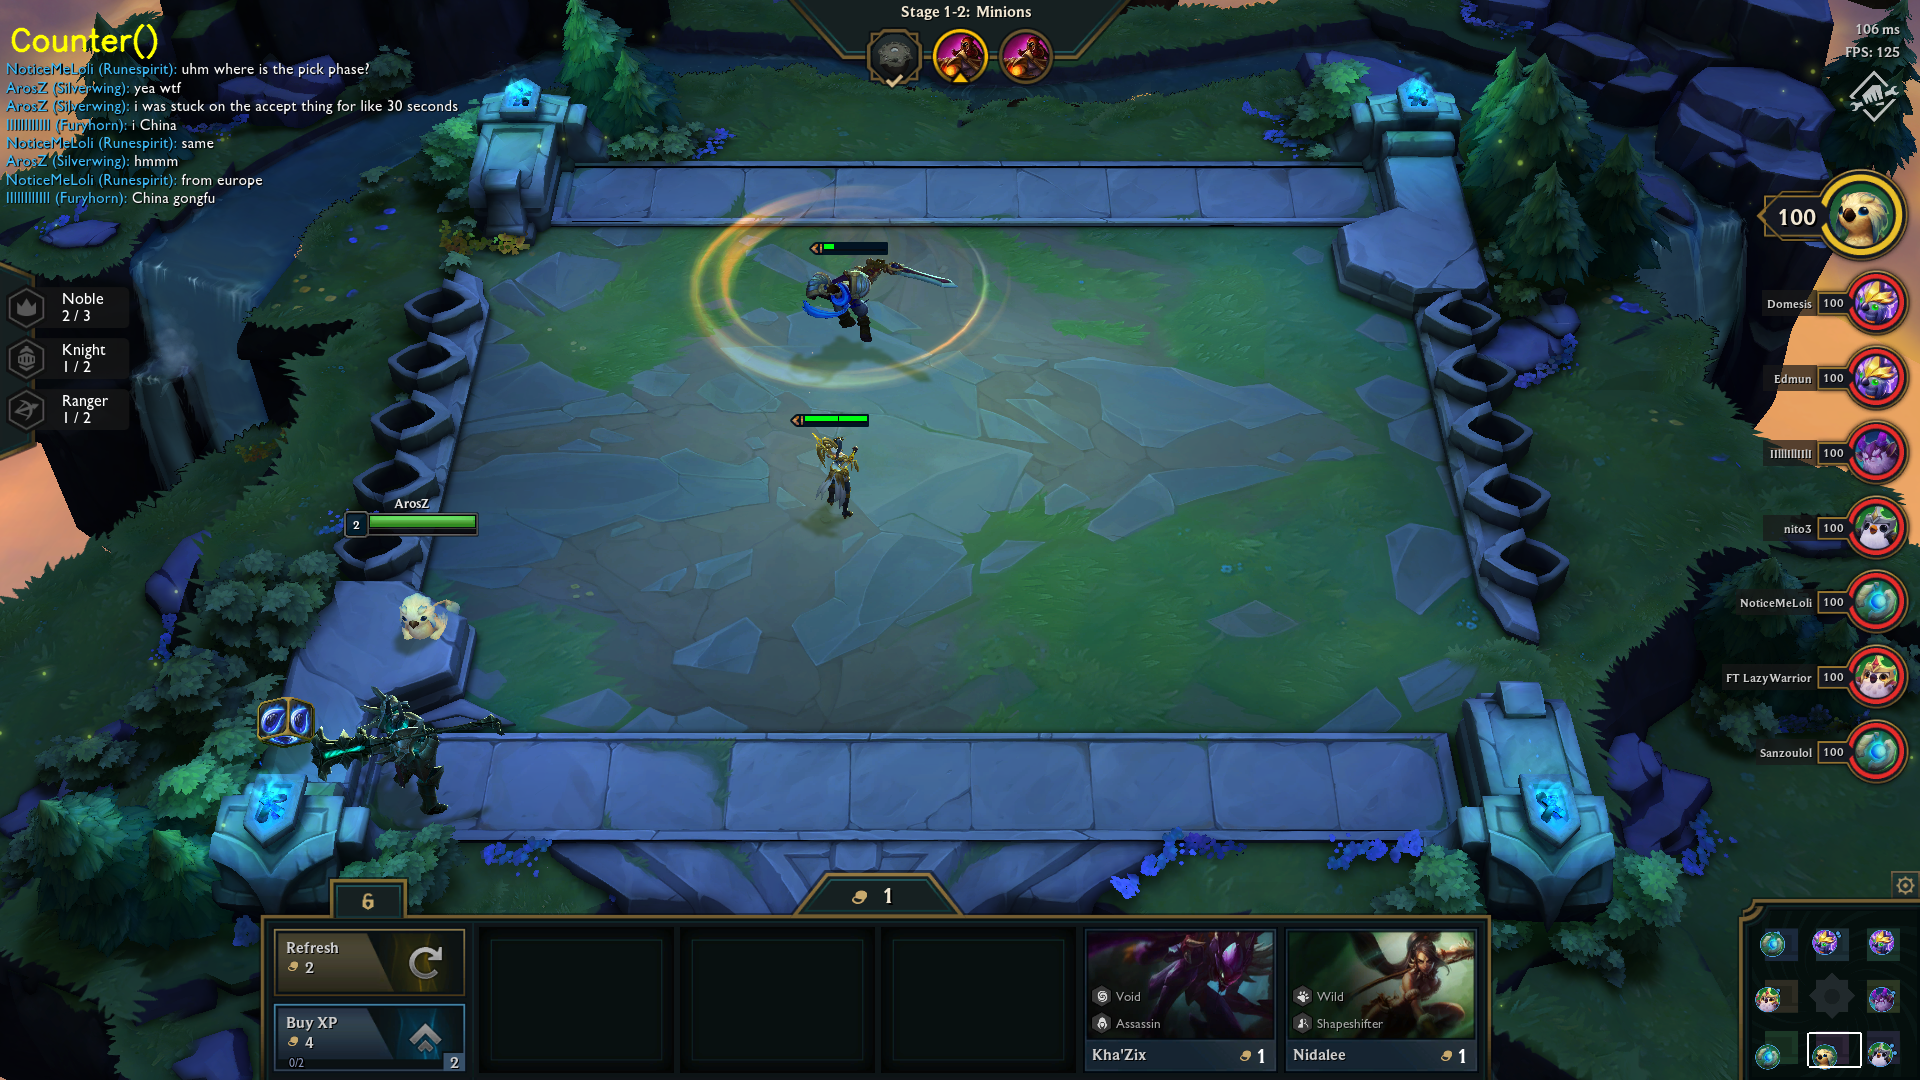 Stage 1-2: Minions
Counter()
NoticeMeLoli (Runespirit): uhm where is the pick phase?
ArosZ (Silverwing): yea wtf
ArosZ (Silverwing): i was stuck on the accept thing for like 30 seconds
(Furyhorn): i China
NoticeMeLoli (Runespirit): same
ArosZ (Silverwing): hmmm
NoticeMeLoli (Runespirit): from europe
(Furyhorn): China gongfu
106 ms
FPS: 125
100
Domesis 100
Edmun 100
100
nito3 100
NoticeMeLoli 100
FT LazyWarrior 100
Sanzoulol 100
Noble
2 / 3
Knight
1 / 2
Ranger
1 / 2
ArosZ
2
6
1
Refresh
2
Buy XP
4
0/2
2
Void
Assassin
Kha'Zix 1
Wild
Shapeshifter
Nidalee 1